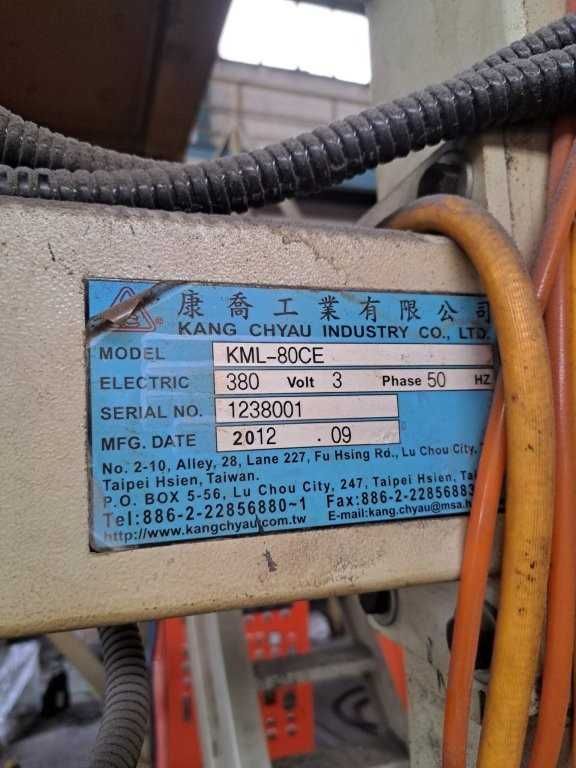 康喬工業有限公司
KANG CHYAU INDUSTRY CO., LTD.
MODEL KML-80CE
ELECTRIC 380 Volt 3 Phase 50 HZ
SERIAL NO. 1238001
MFG. DATE 2012 . 09
No. 2-10, Alley, 28, Lane 227, Fu Hsing Rd., Lu Chou City,
Taipei Hsien, Taiwan.
P.O. BOX 5-56, Lu Chou City, 247, Taipei Hsien,
Tel:886-2-22856880~1 Fax:886-2-2285688
http://www.kangchyau.com.tw E-mail:kang.chyau@msa.h